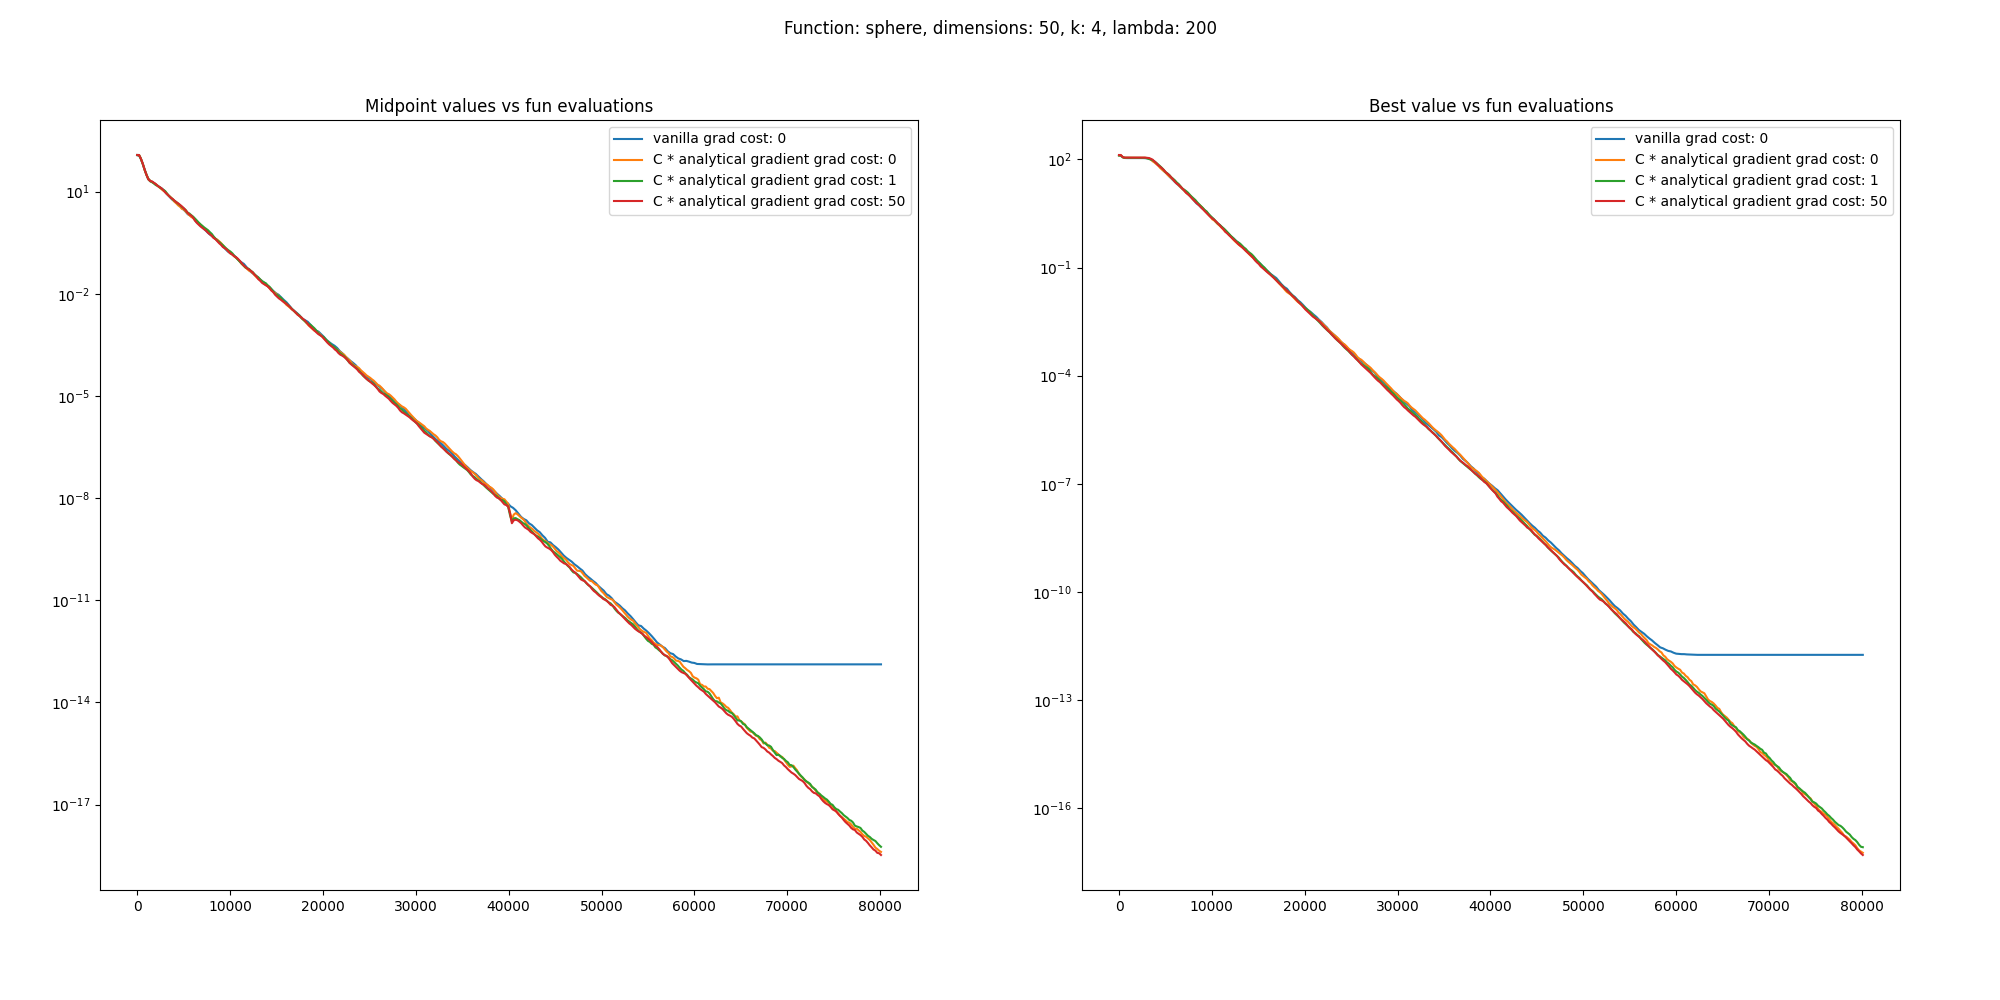 Function: sphere, dimensions: 50, k: 4, lambda: 200
Midpoint values vs fun evaluations
vanilla grad cost: 0
C * analytical gradient grad cost: 0
C * analytical gradient grad cost: 1
C * analytical gradient grad cost: 50
10^1
10^-2
10^-5
10^-8
10^-11
10^-14
10^-17
0 10000 20000 30000 40000 50000 60000 70000 80000
Best value vs fun evaluations
vanilla grad cost: 0
C * analytical gradient grad cost: 0
C * analytical gradient grad cost: 1
C * analytical gradient grad cost: 50
10^2
10^-1
10^-4
10^-7
10^-10
10^-13
10^-16
0 10000 20000 30000 40000 50000 60000 70000 80000